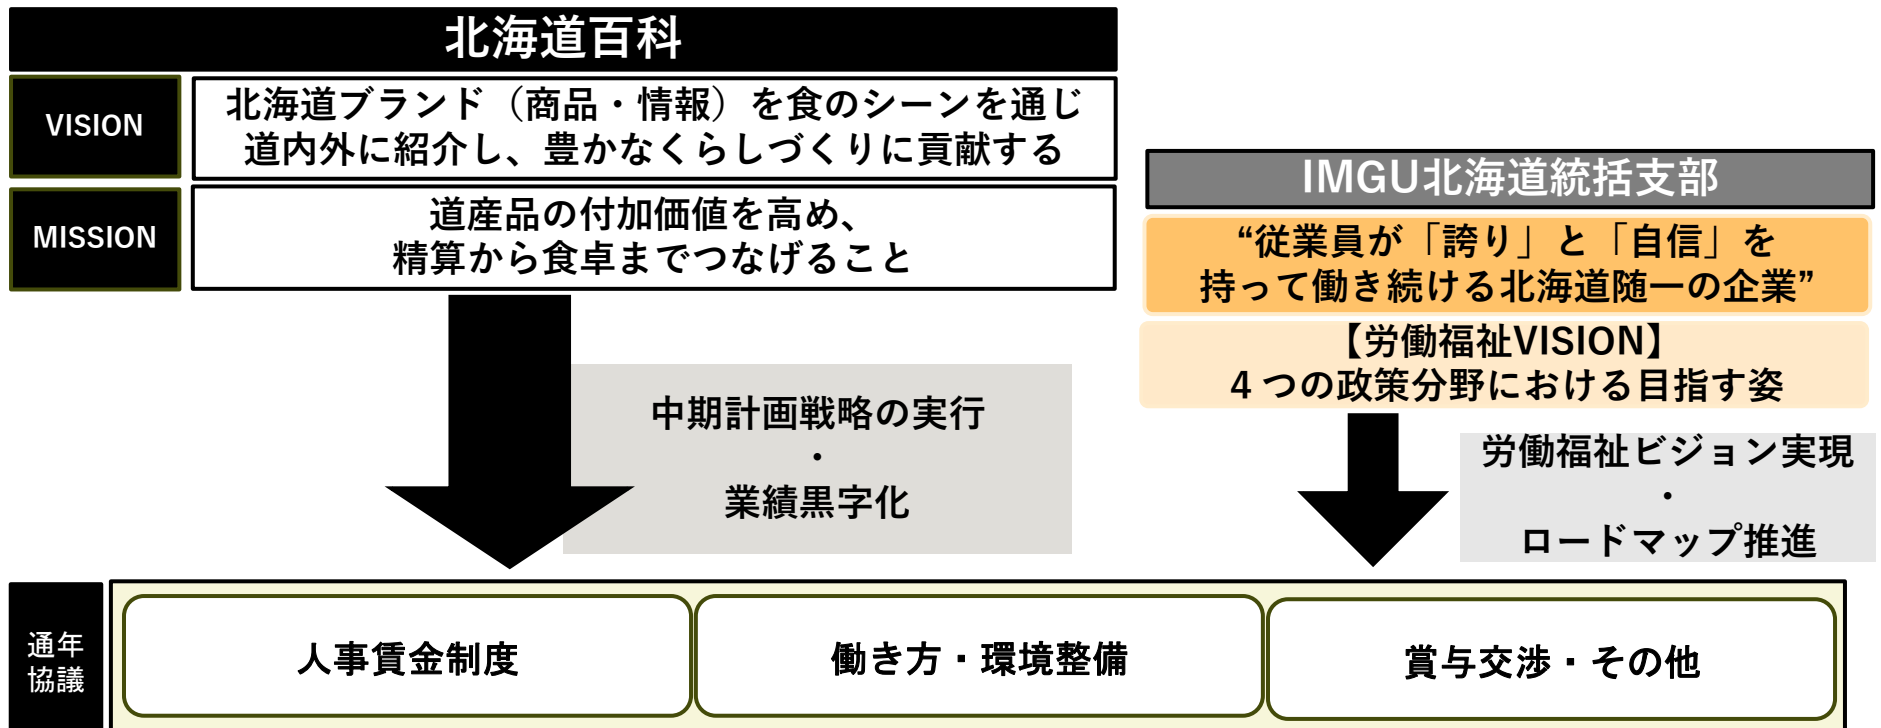 北海道百科
VISION
北海道ブランド（商品・情報）を食のシーンを通じ
道内外に紹介し、豊かなくらしづくりに貢献する
MISSION
道産品の付加価値を高め、
精算から食卓までつなげること
IMGU北海道統括支部
“従業員が「誇り」と「自信」を
持って働き続ける北海道随一の企業”
【労働福祉VISION】
４つの政策分野における目指す姿
中期計画戦略の実行
・
業績黒字化
労働福祉ビジョン実現
・
ロードマップ推進
通年
協議
人事賃金制度
働き方・環境整備
賞与交渉・その他